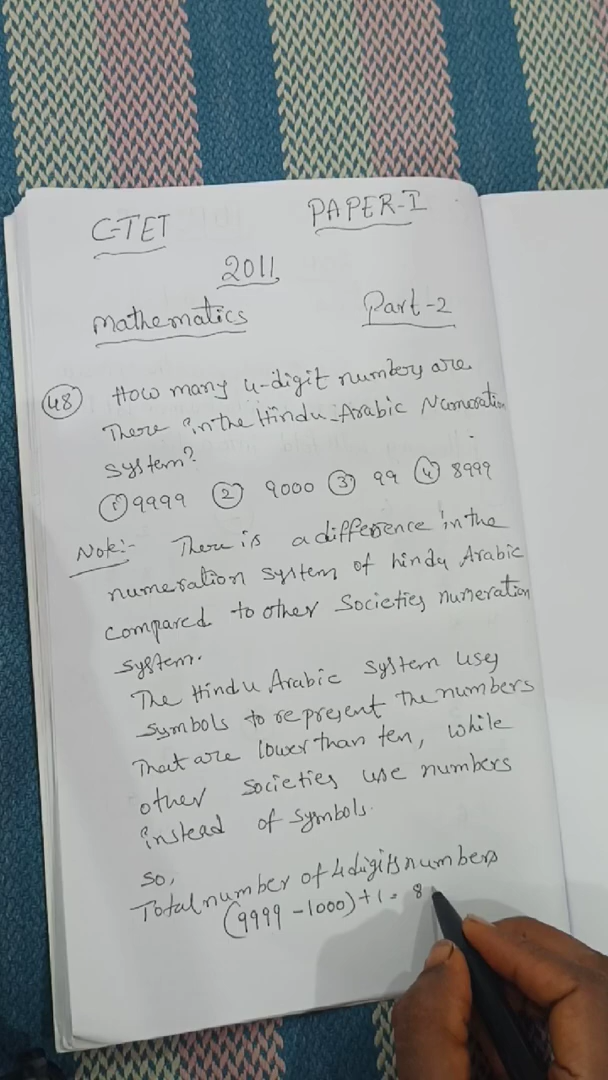 C-TET PAPER-I
2011
Mathematics Part-2
48 How many 4-digit numbers are
There in the Hindu-Arabic Numeration
system?
① 9999 ② 9000 ③ 99 ④ 8999
Note:- There is a difference in the
numeration system of hindu Arabic
compared to other Societies numeration
system.
The Hindu Arabic system uses
symbols to represent the numbers
That are lower than ten, while
other societies use numbers
instead of symbols.
So,
Total number of 4 digits numbers
(9999 - 1000) + 1 = 8